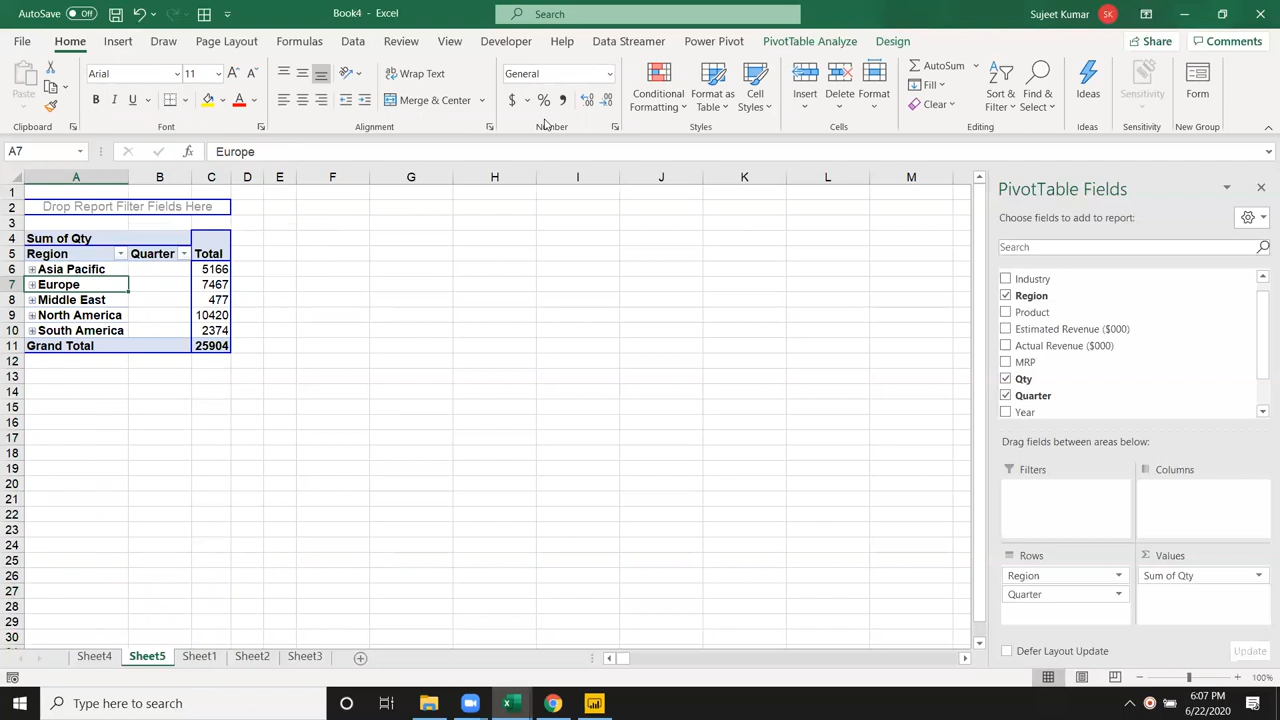 AutoSave Off Book4 - Excel Search Sujeet Kumar SK
File Home Insert Draw Page Layout Formulas Data Review View Developer Help Data Streamer Power Pivot PivotTable Analyze Design Share Comments
Paste Arial 11 A A Wrap Text General Conditional Formatting Format as Table Cell Styles Insert Delete Format AutoSum Sort & Filter Find & Select Ideas Sensitivity Form
B I U A Merge & Center $ % Fill
Clear
Clipboard Font Alignment Number Styles Cells Editing Ideas Sensitivity New Group
A7 fx Europe
A B C D E F G H I J K L M
1
2 Drop Report Filter Fields Here
3
4 Sum of Qty
5 Region Quarter Total
6 Asia Pacific 5166
7 Europe 7467
8 Middle East 477
9 North America 10420
10 South America 2374
11 Grand Total 25904
12
13
14
15
16
17
18
19
20
21
22
23
24
25
26
27
28
29
30
PivotTable Fields
Choose fields to add to report:
Search
Industry
Region
Product
Estimated Revenue ($000)
Actual Revenue ($000)
MRP
Qty
Quarter
Year
Drag fields between areas below:
Filters Columns
Rows Values
Region Sum of Qty
Quarter
Defer Layout Update Update
Sheet4 Sheet5 Sheet1 Sheet2 Sheet3
100%
Type here to search
6:07 PM
6/22/2020